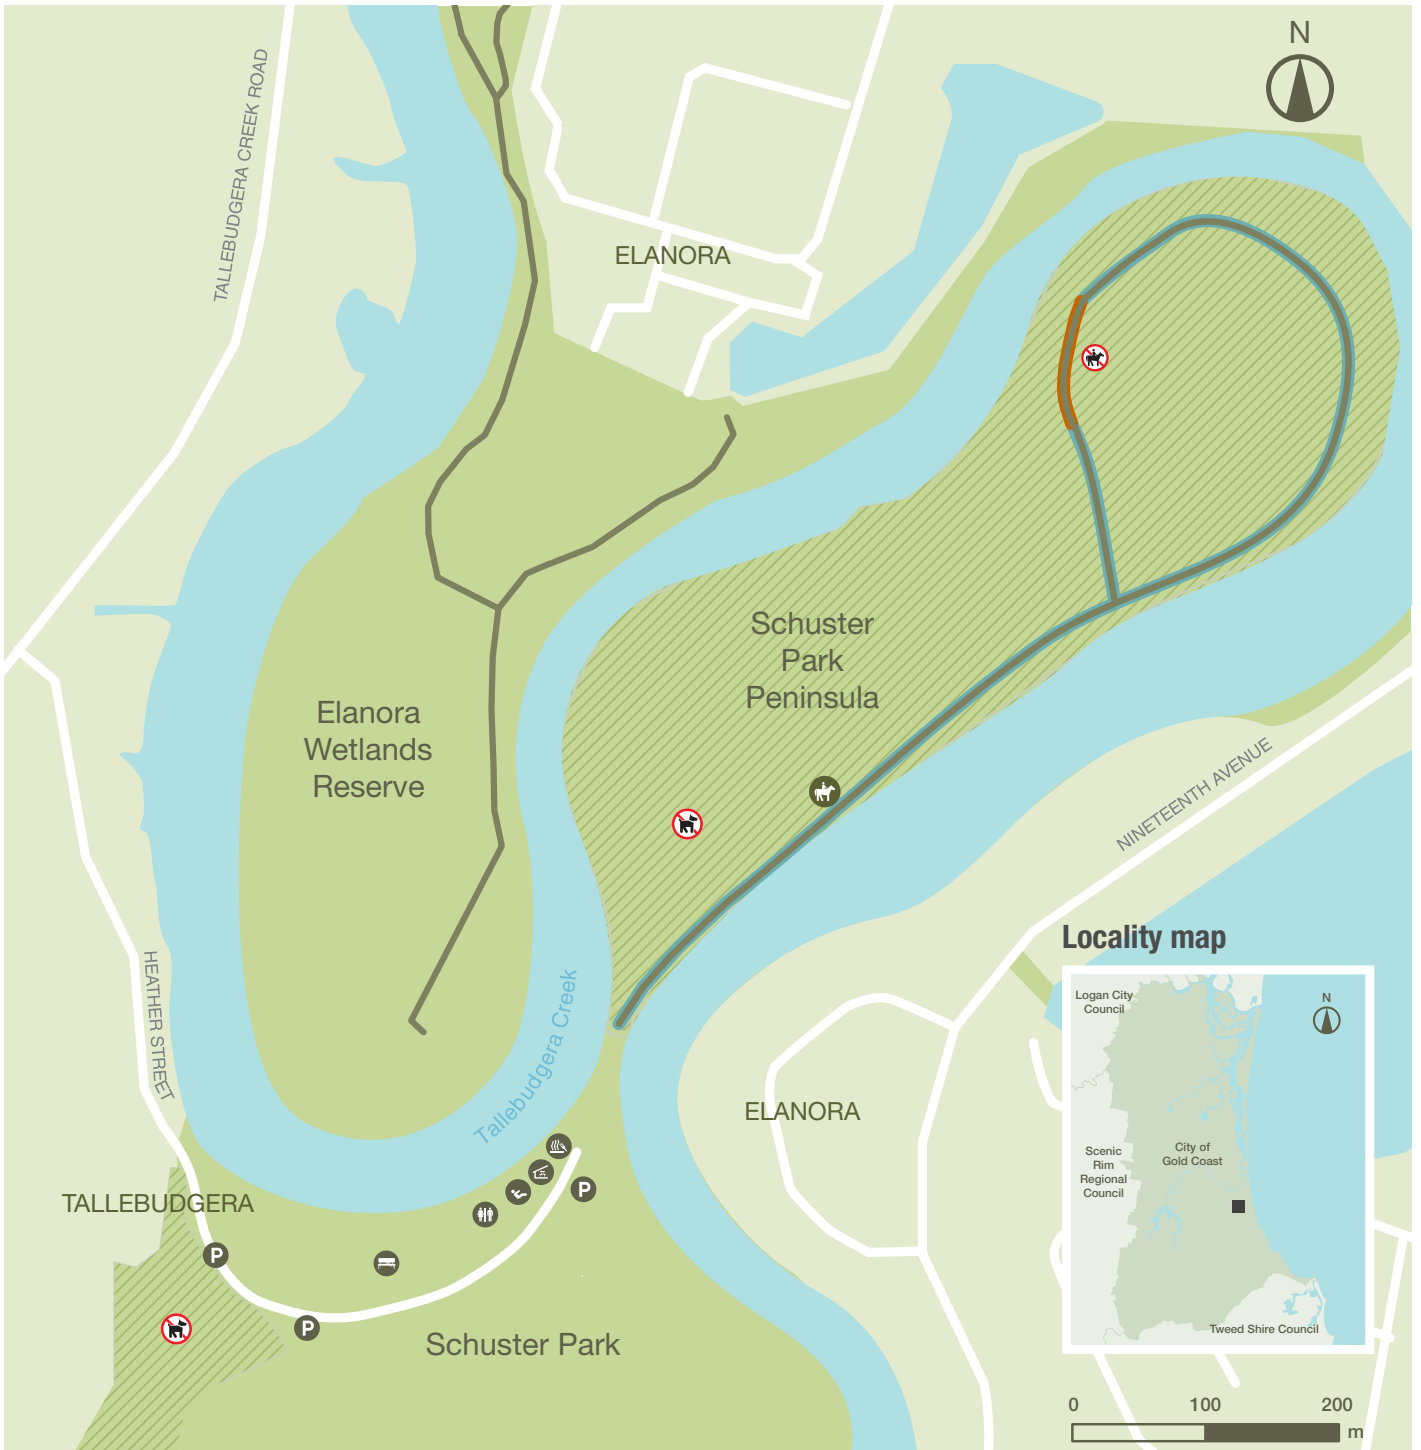 N
TALLEBUDGERA CREEK ROAD
ELANORA
Schuster
Park
Peninsula
Elanora
Wetlands
Reserve
NINETEENTH AVENUE
HEATHER STREET
Tallebudgera Creek
ELANORA
TALLEBUDGERA
P
P
P
Schuster Park
Locality map
Logan City
Council
N
City of
Gold Coast
Scenic
Rim
Regional
Council
Tweed Shire Council
0 100 200
m